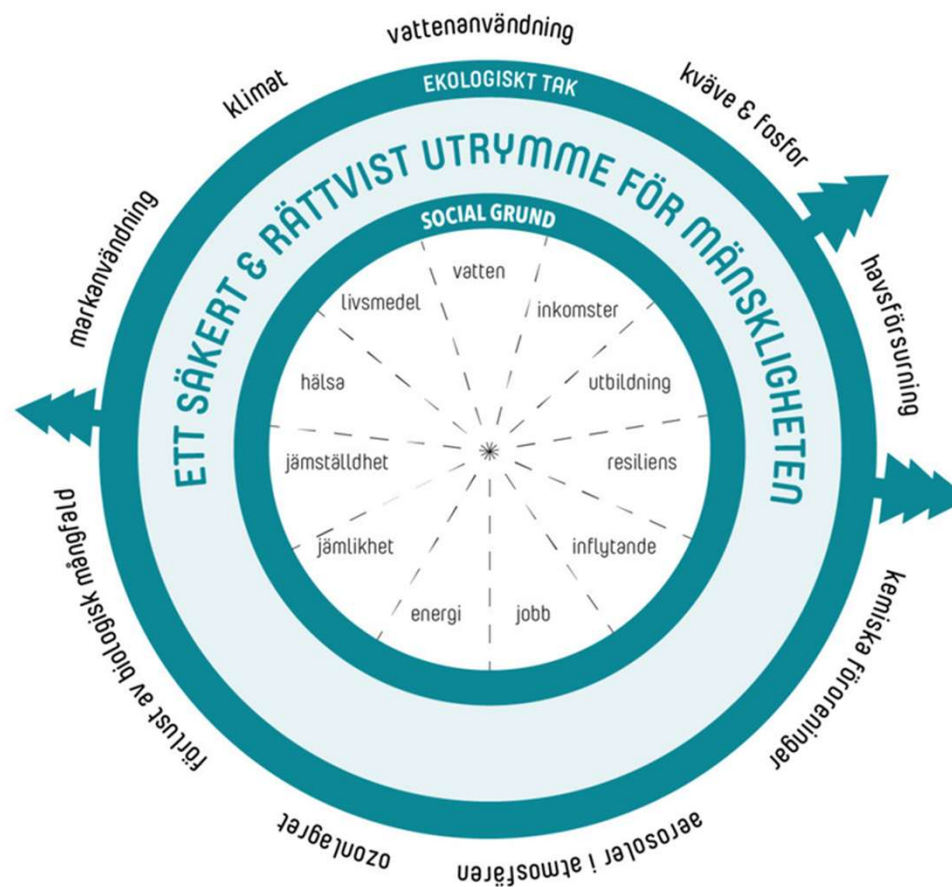 vattenanvändning
kväve & fosfor
havsförsurning
kemiska föroreningar
aerosoler i atmosfären
ozonlagret
förlust av biologisk mångfald
markanvändning
klimat
EKOLOGISKT TAK
ETT SÄKERT & RÄTTVIST UTRYMME FÖR MÄNSKLIGHETEN
SOCIAL GRUND
vatten
inkomster
utbildning
resiliens
inflytande
jobb
energi
jämlikhet
jämställdhet
hälsa
livsmedel